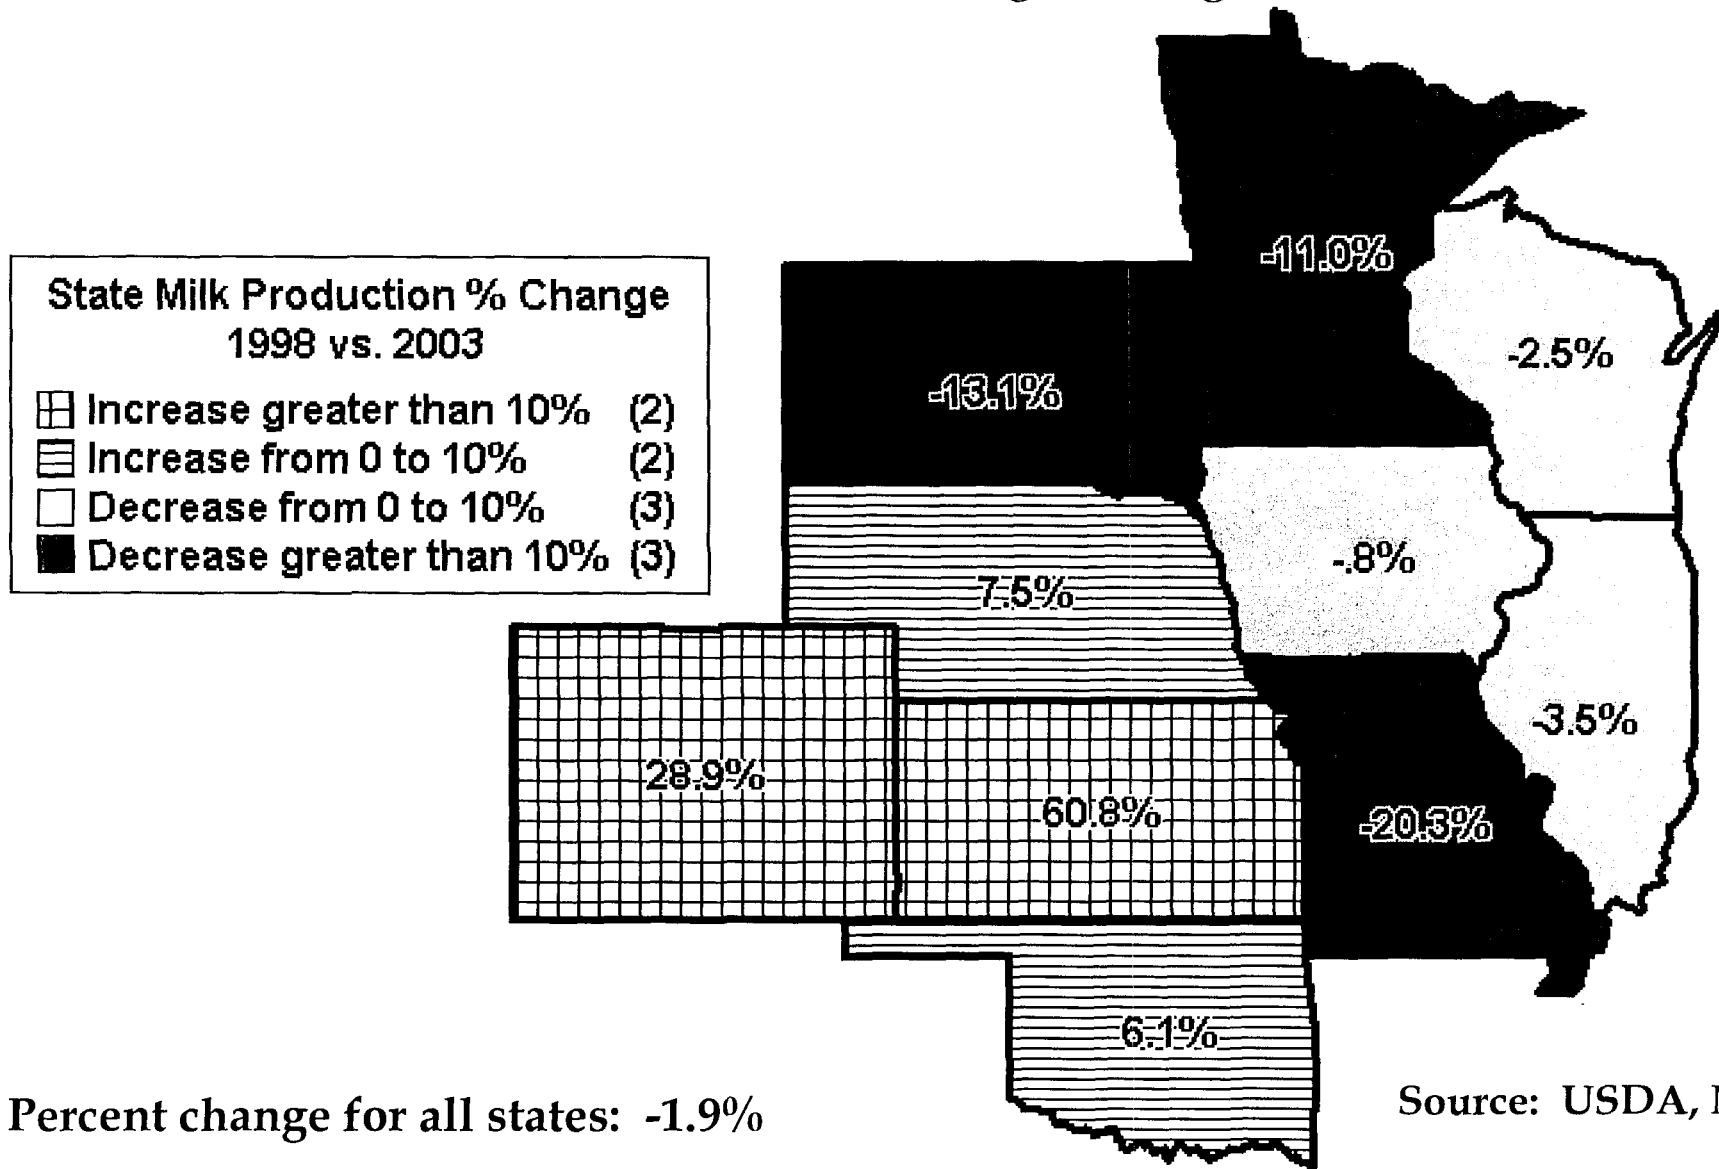 State Milk Production % Change
1998 vs. 2003
Increase greater than 10% (2)
Increase from 0 to 10% (2)
Decrease from 0 to 10% (3)
Decrease greater than 10% (3)
-11.0%
-2.5%
-13.1%
-.8%
7.5%
-3.5%
28.9%
60.8%
-20.3%
6.1%
Percent change for all states: -1.9%
Source: USDA,